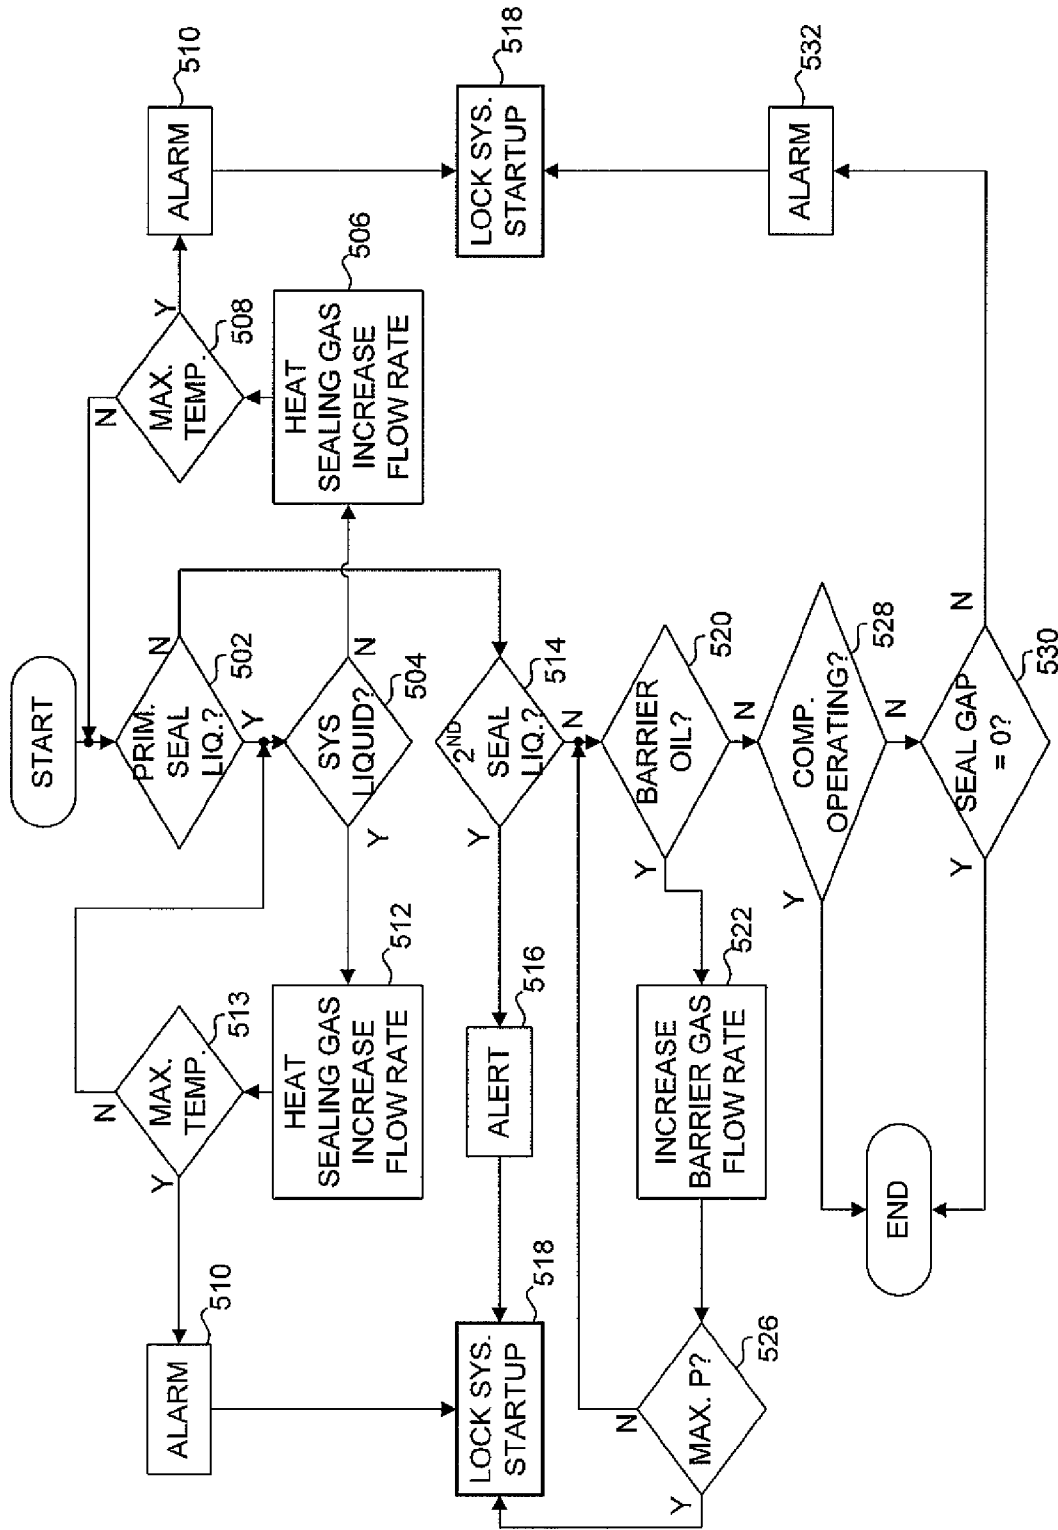 START
PRIM.
SEAL
LIQ.?
502
Y
N
SYS
LIQUID?
504
Y
N
HEAT
SEALING GAS
INCREASE
FLOW RATE
506
MAX.
TEMP.
508
N
Y
ALARM
510
LOCK SYS.
STARTUP
518
HEAT
SEALING GAS
INCREASE
FLOW RATE
512
MAX.
TEMP.
513
N
Y
ALARM
510
2ND
SEAL
LIQ.?
514
Y
N
ALERT
516
LOCK SYS.
STARTUP
518
BARRIER
OIL?
520
Y
N
INCREASE
BARRIER GAS
FLOW RATE
522
MAX. P?
526
N
Y
COMP.
OPERATING?
528
Y
N
SEAL GAP
= 0?
530
Y
N
ALARM
532
END